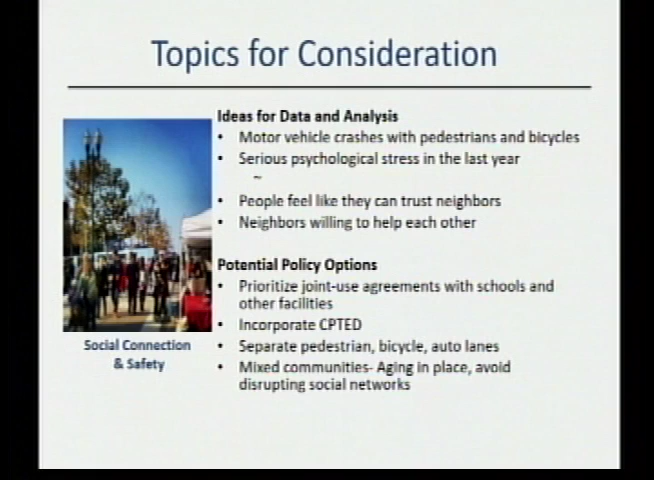 Topics for Consideration
Ideas for Data and Analysis
• Motor vehicle crashes with pedestrians and bicycles
• Serious psychological stress in the last year
~
• People feel like they can trust neighbors
• Neighbors willing to help each other
Potential Policy Options
• Prioritize joint-use agreements with schools and
other facilities
• Incorporate CPTED
• Separate pedestrian, bicycle, auto lanes
• Mixed communities- Aging in place, avoid
disrupting social networks
Social Connection
& Safety